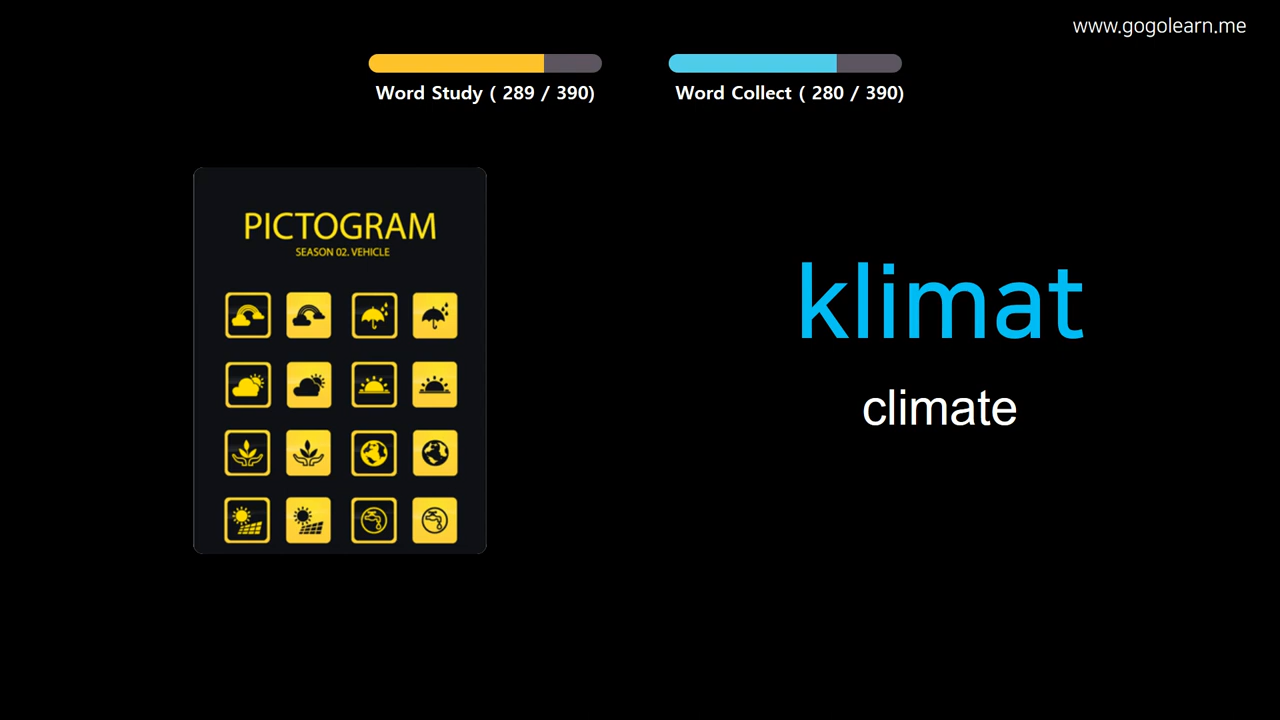 www.gogolearn.me
Word Study ( 289 / 390)
Word Collect ( 280 / 390)
PICTOGRAM
SEASON 02. VEHICLE
klimat
climate